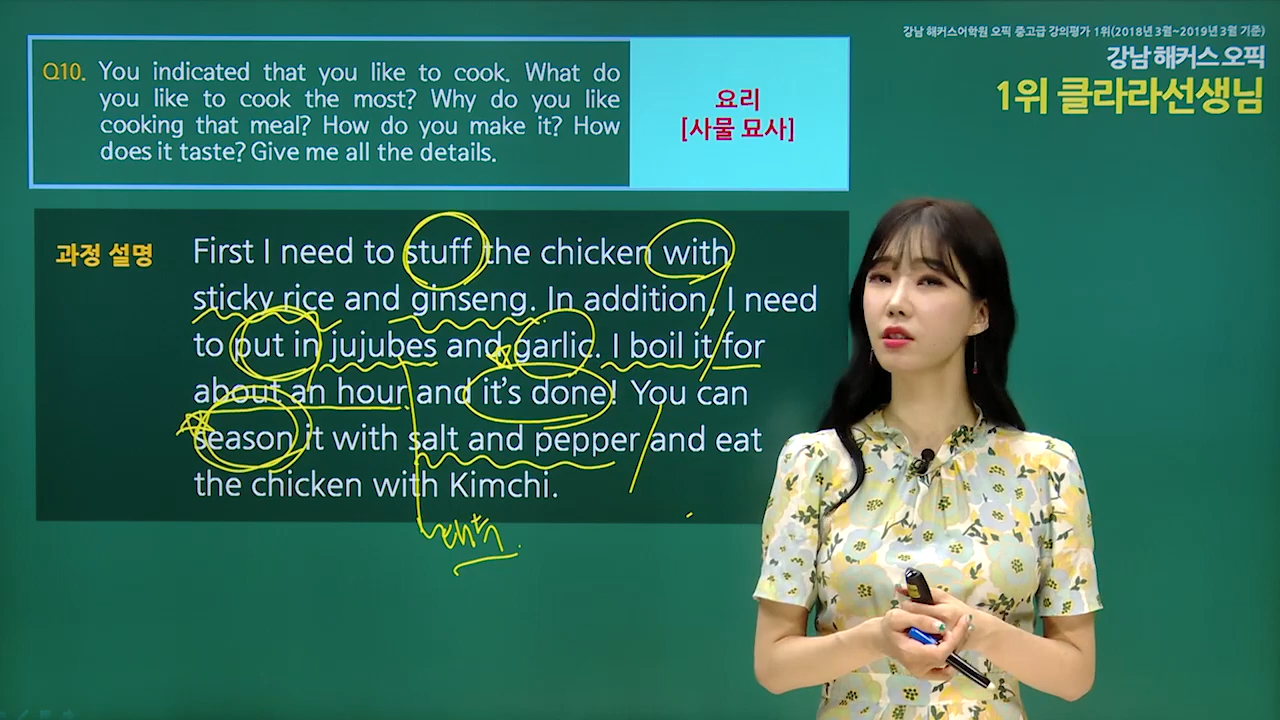 강남 해커스어학원 오픽 중고급 강의평가 1위(2018년 3월~2019년 3월 기준)
강남 해커스 오픽
1위 클라라선생님
Q10. You indicated that you like to cook. What do
you like to cook the most? Why do you like
cooking that meal? How do you make it? How
does it taste? Give me all the details.
요리
[사물 묘사]
과정 설명
First I need to stuff the chicken with
sticky rice and ginseng. In addition, I need
to put in jujubes and garlic. I boil it for
about an hour and it's done! You can
season it with salt and pepper and eat
the chicken with Kimchi.
대추